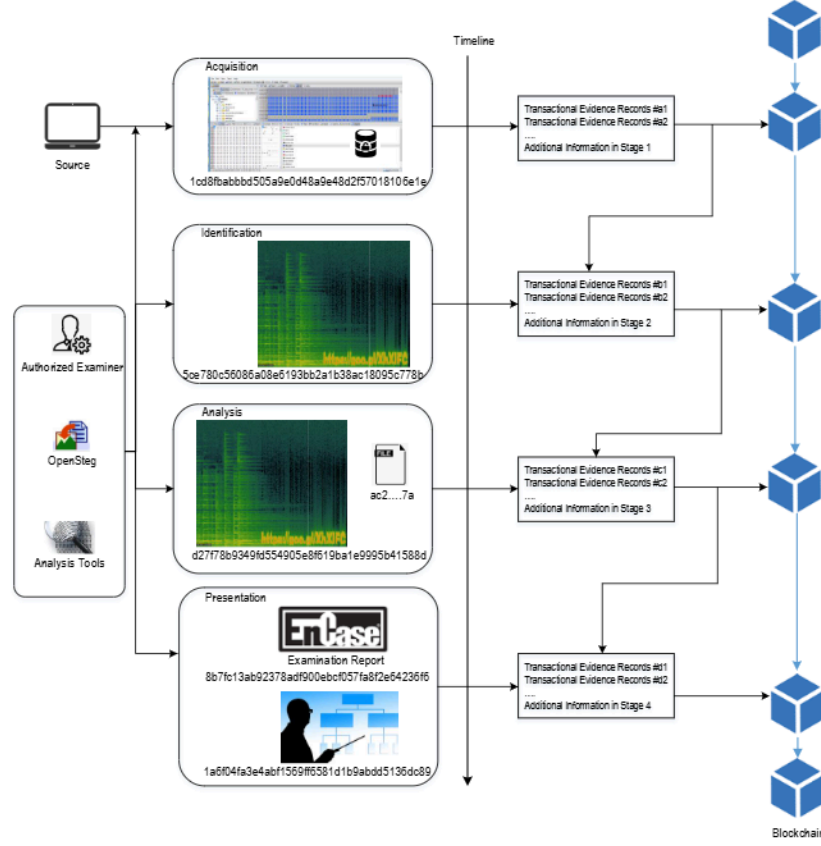 Timeline
Acquisition
Source
1cd8fbabbbd505a9e0d48a9e48d2f57018106e1e
Transactional Evidence Records #a1
Transactional Evidence Records #a2
.....
Additional Information in Stage 1
Identification
5ce780c56086a08e6193bb2a1b38ac18095c778b
Transactional Evidence Records #b1
Transactional Evidence Records #b2
.....
Additional Information in Stage 2
Authorized Examiner
OpenSteg
Analysis Tools
Analysis
FILE
ac2....7a
d27f78b9349fd554905e8f619ba1e9995b41588d
Transactional Evidence Records #c1
Transactional Evidence Records #c2
.....
Additional Information in Stage 3
Presentation
EnCase
Examination Report
8b7fc13ab92378adf900ebcf057fa8f2e64236f6
1a6f04fa3e4abf1569ff6581d1b9abdd5136dc89
Transactional Evidence Records #d1
Transactional Evidence Records #d2
.....
Additional Information in Stage 4
Blockchain